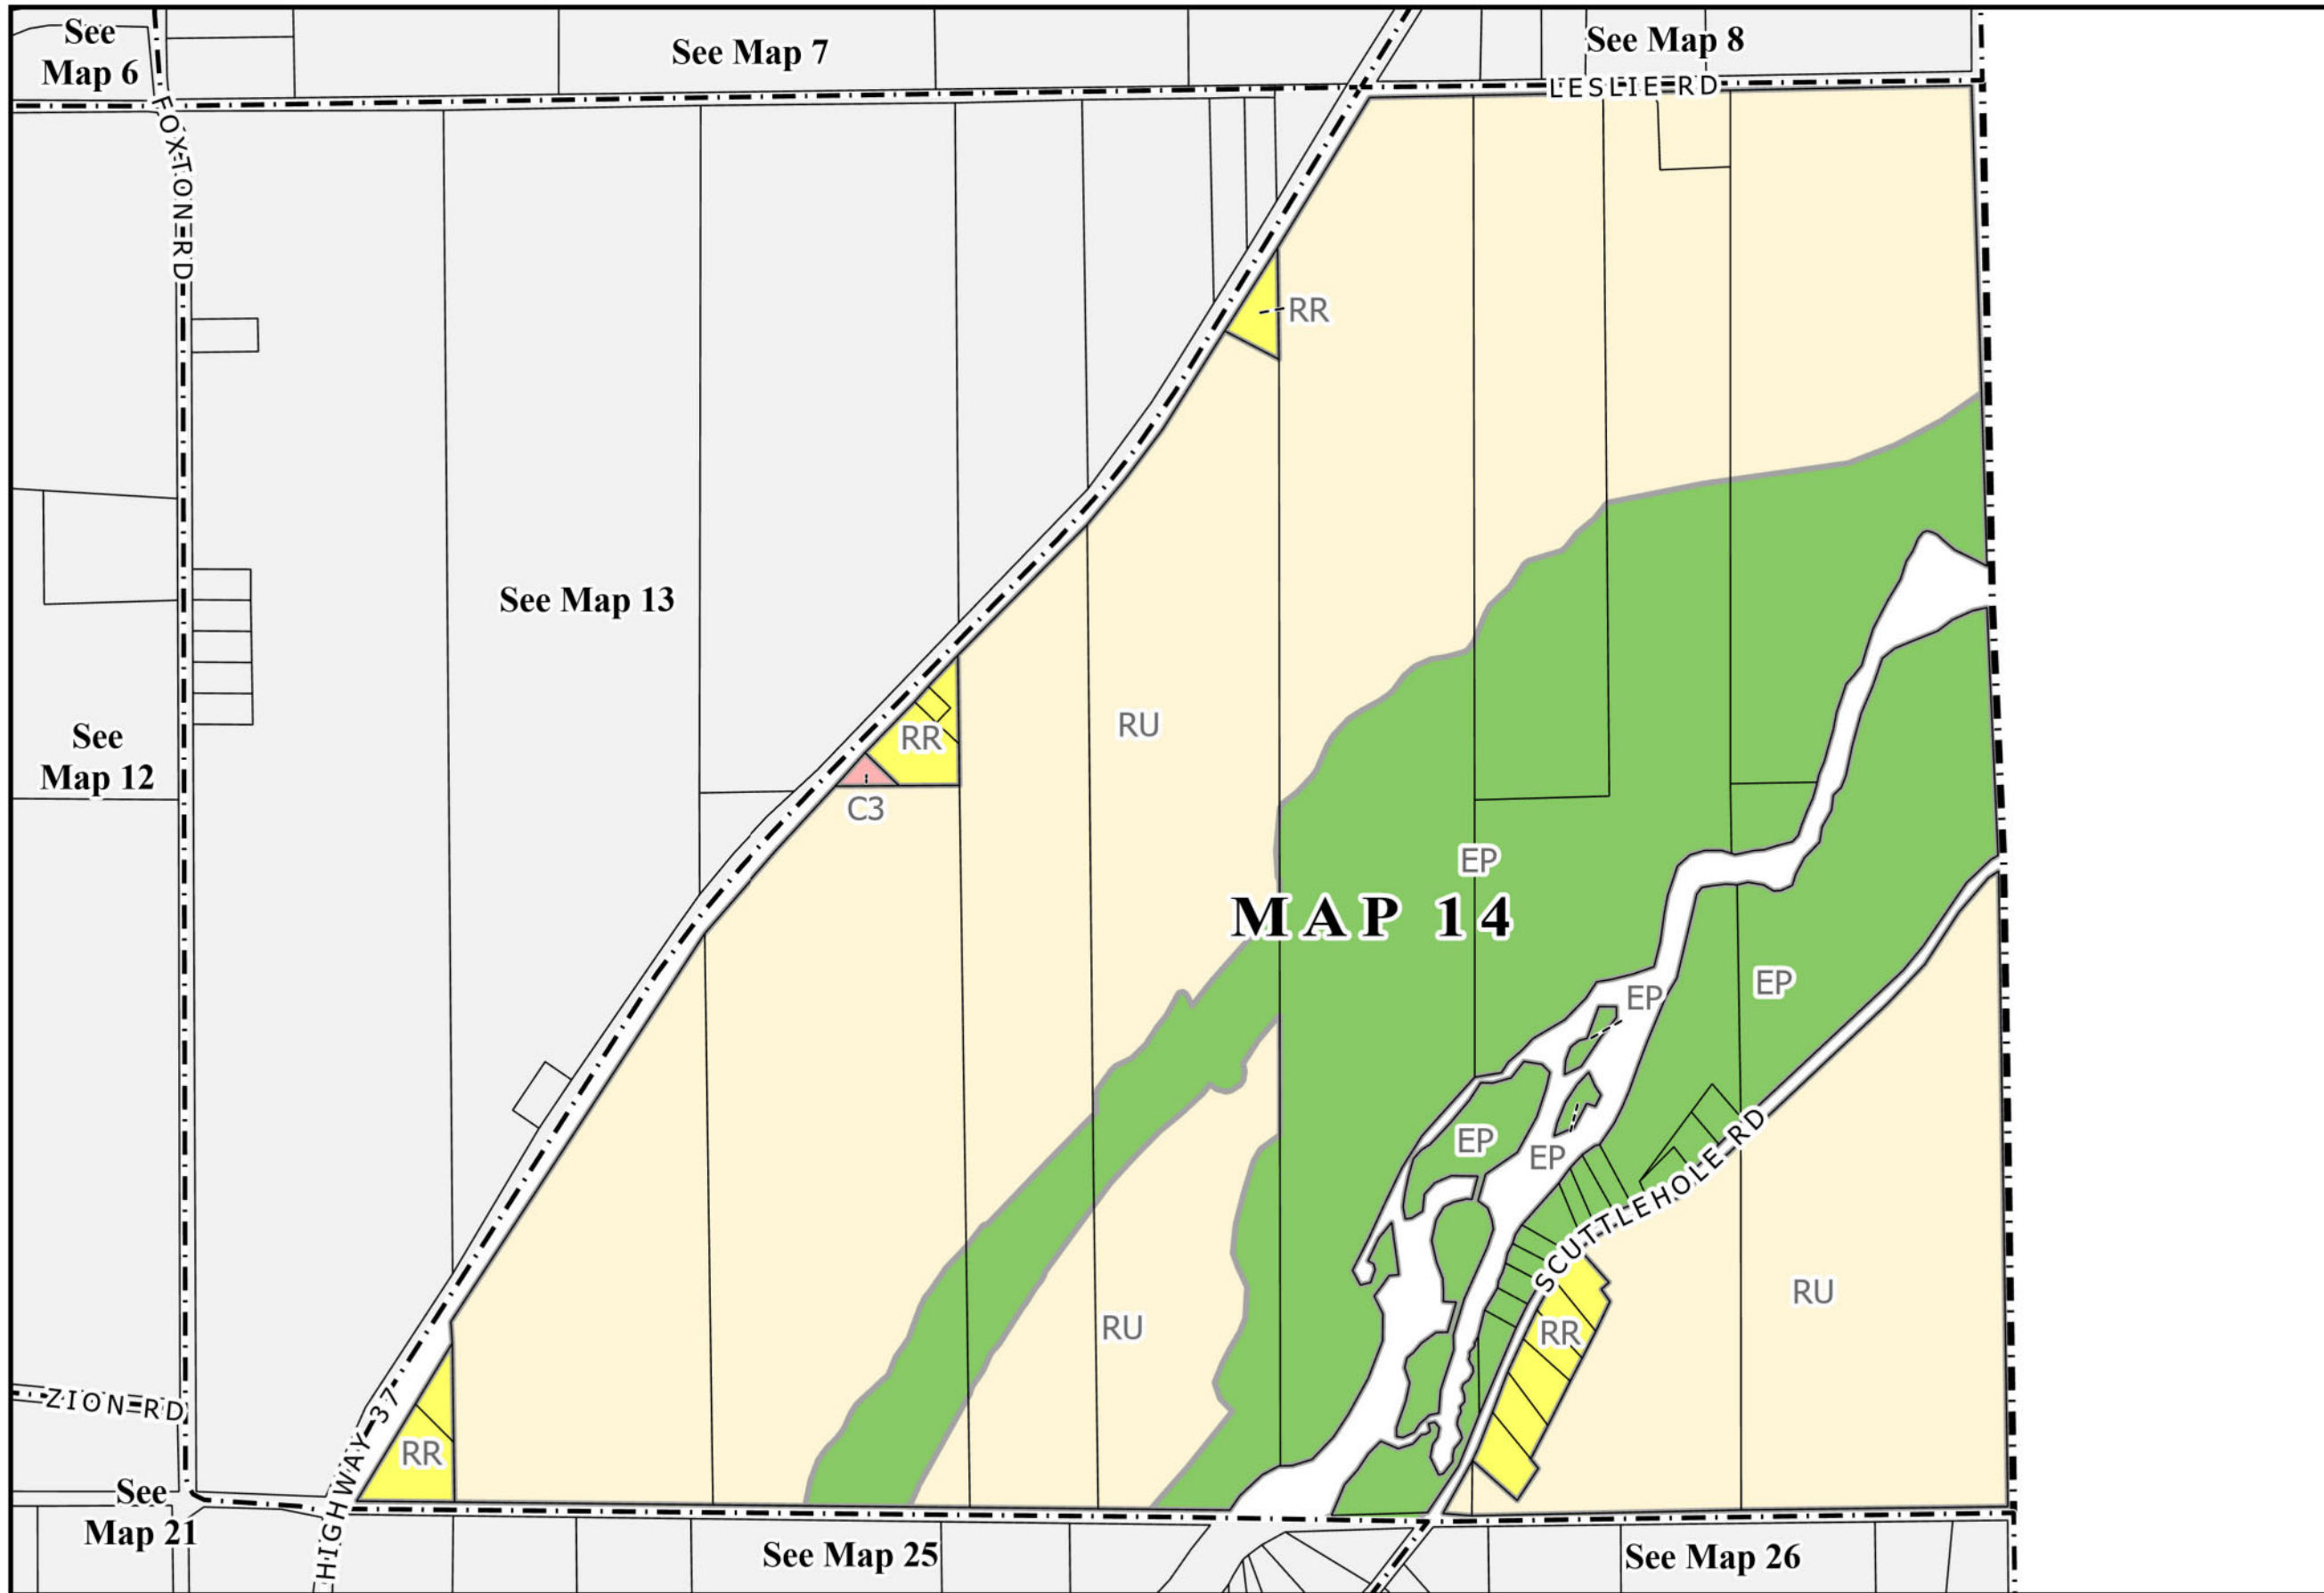 See
Map 6
See Map 7
See Map 8
LESLIE RD
FOXTON RD
RR
See Map 13
RU
RR
See
Map 12
C3
EP
MAP 14
EP
EP
EP
EP
SCUTTLEHOLE RD
RU
RU
RR
ZION RD
HIGHWAY 37
RR
See
Map 21
See Map 25
See Map 26